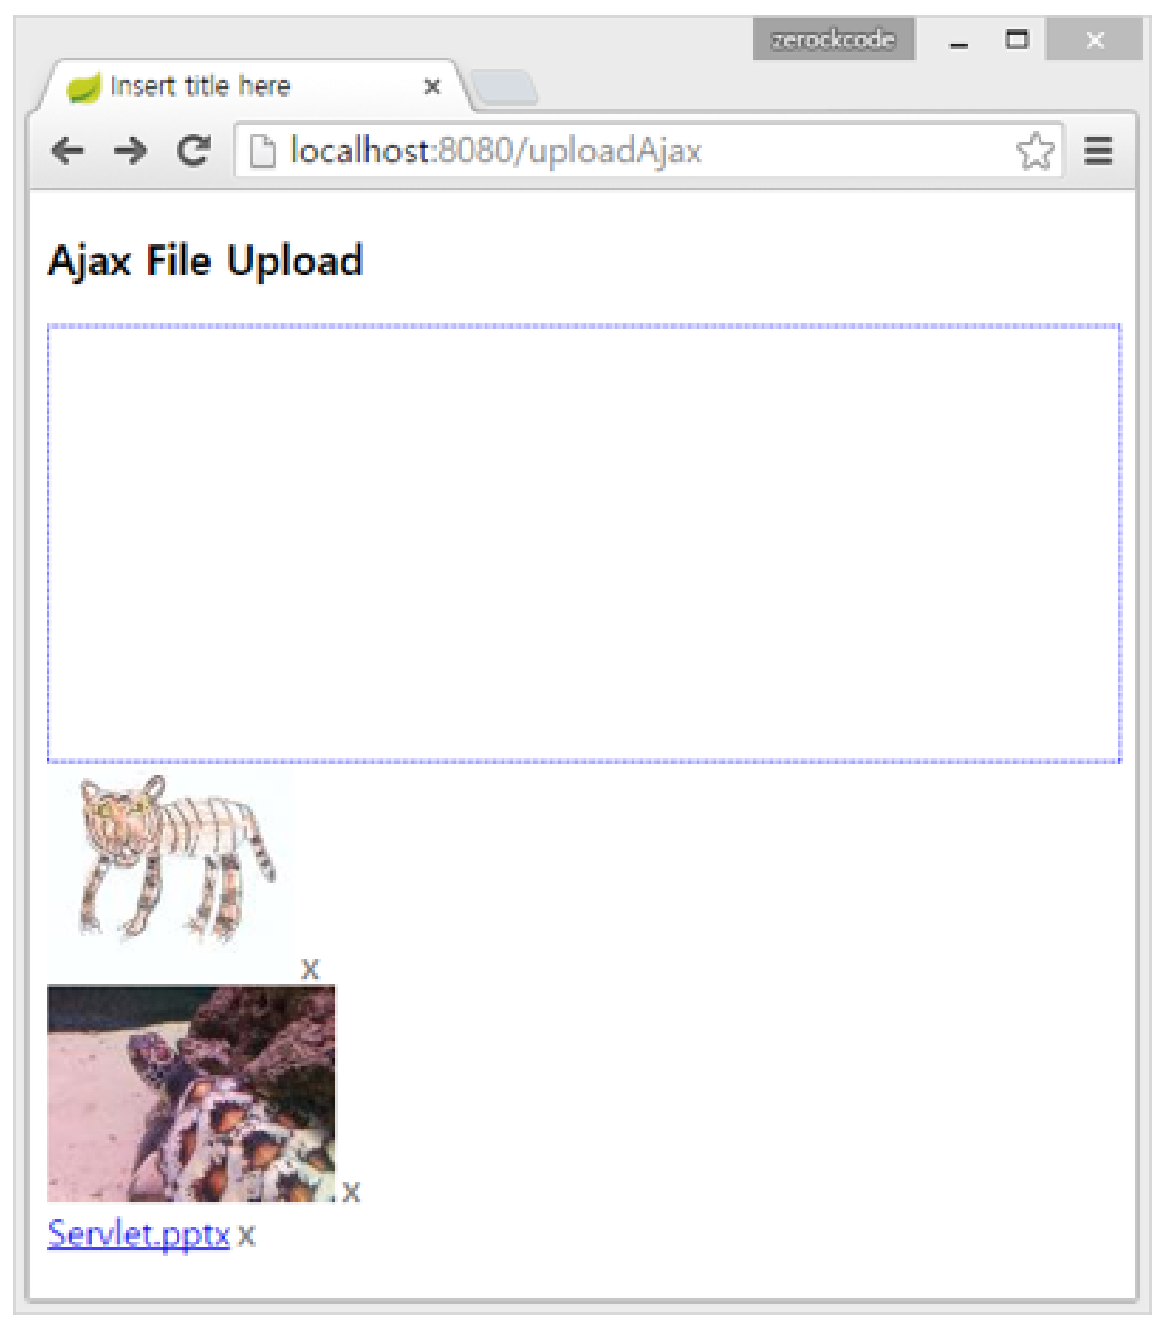 zerockcode
Insert title here
localhost:8080/uploadAjax
Ajax File Upload
x
x
Servlet.pptx x